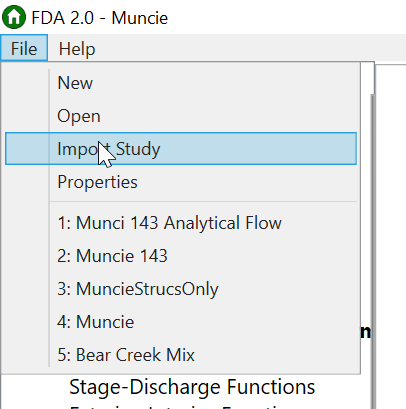 FDA 2.0 - Muncie
File Help
New
Open
Import Study
Properties
1: Munci 143 Analytical Flow
2: Muncie 143
3: MuncieStrucsOnly
4: Muncie
5: Bear Creek Mix
Stage-Discharge Functions